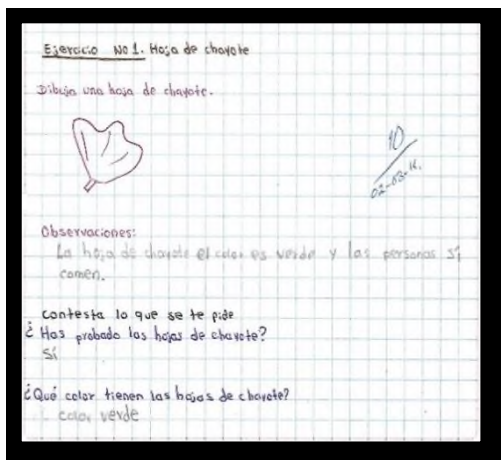 Ejercicio No 1. Hoja de chayote
Dibuja una hoja de chayote.
10
02-03-16.
Observaciones:
La hoja de chayote el color es verde y las personas sí
comen.
contesta lo que se te pide
¿Has probado las hojas de chayote?
Sí
¿Qué color tienen las hojas de chayote?
color verde